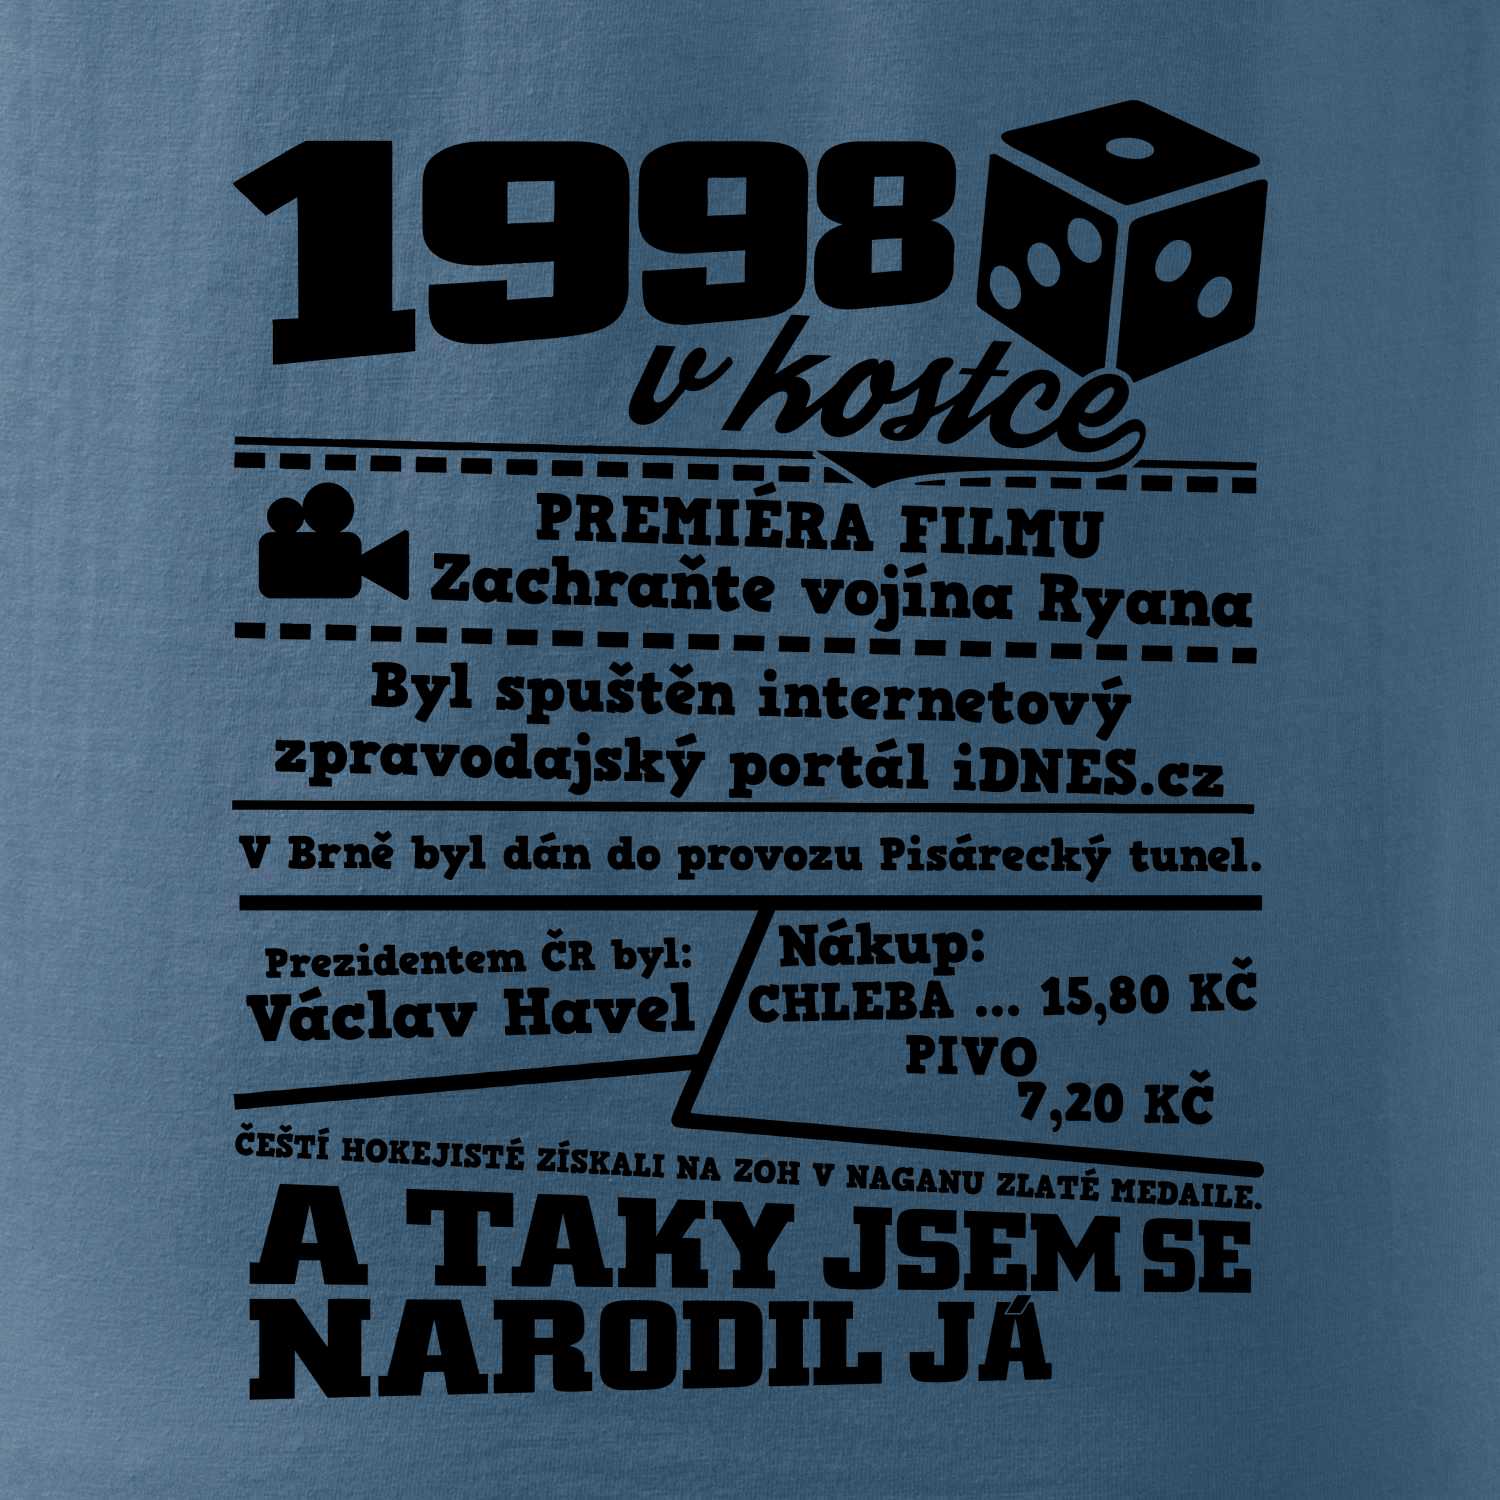 1998
v kostce
PREMIÉRA FILMU
Zachraňte vojína Ryana
Byl spuštěn internetový
zpravodajský portál iDNES.cz
V Brně byl dán do provozu Pisárecký tunel.
Prezidentem ČR byl:
Václav Havel
Nákup:
CHLEBA ... 15,80 KČ
PIVO
7,20 KČ
ČEŠTÍ HOKEJISTÉ ZÍSKALI NA ZOH V NAGANU ZLATÉ MEDAILE.
A TAKY JSEM SE
NARODIL JÁ